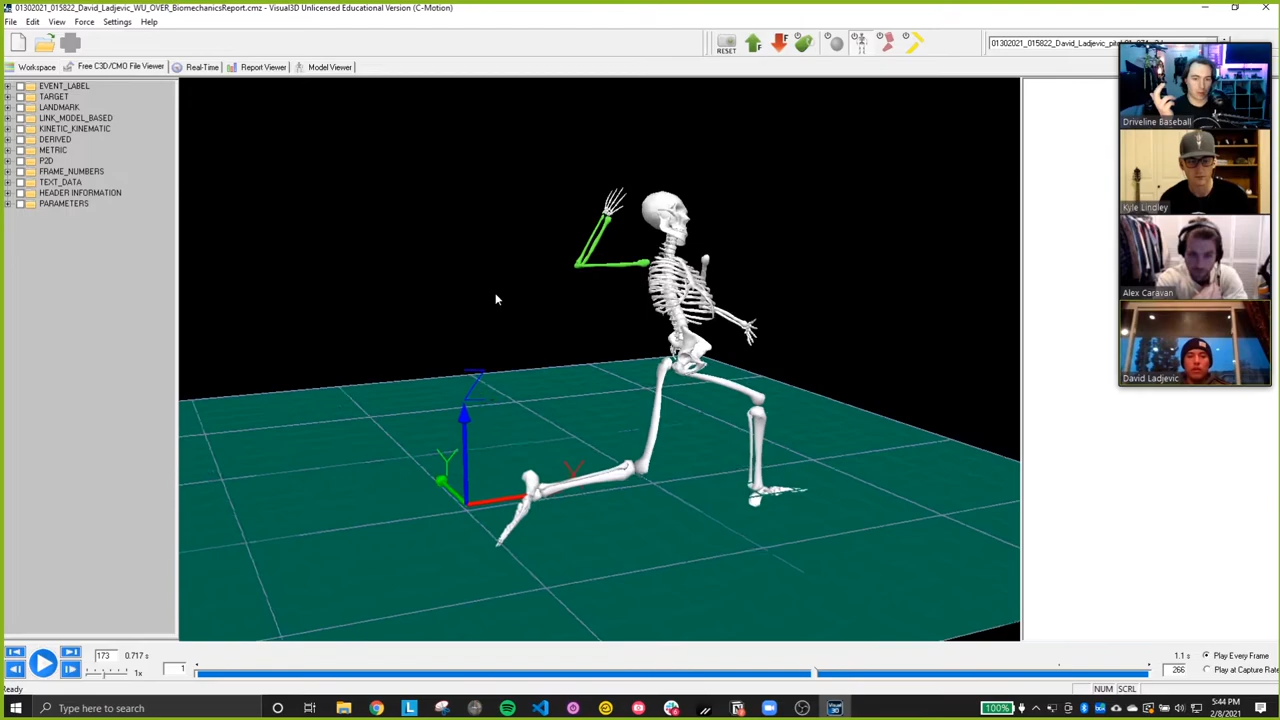 01302021_015822_David_Ladjevic_WU_OVER_BiomechanicsReport.cmz - Visual3D Unlicensed Educational Version (C-Motion)
File Edit View Force Settings Help
RESET F F
01302021_015822_David_Ladjevic_pit
Workspace Free C3D/CMO File Viewer Real-Time Report Viewer Model Viewer
EVENT_LABEL
TARGET
LANDMARK
LINK_MODEL_BASED
KINETIC_KINEMATIC
DERIVED
METRIC
P2D
FRAME_NUMBERS
TEXT_DATA
HEADER INFORMATION
PARAMETERS
Driveline Baseball
Kyle Lindley
Alex Caravan
David Ladjevic
Z
Y
X
173 0.717 s
1x
1
1.1 s
266
Play Every Frame
Play at Capture Rate
Ready
NUM SCRL
Type here to search
L
100%
5:44 PM
2/8/2021